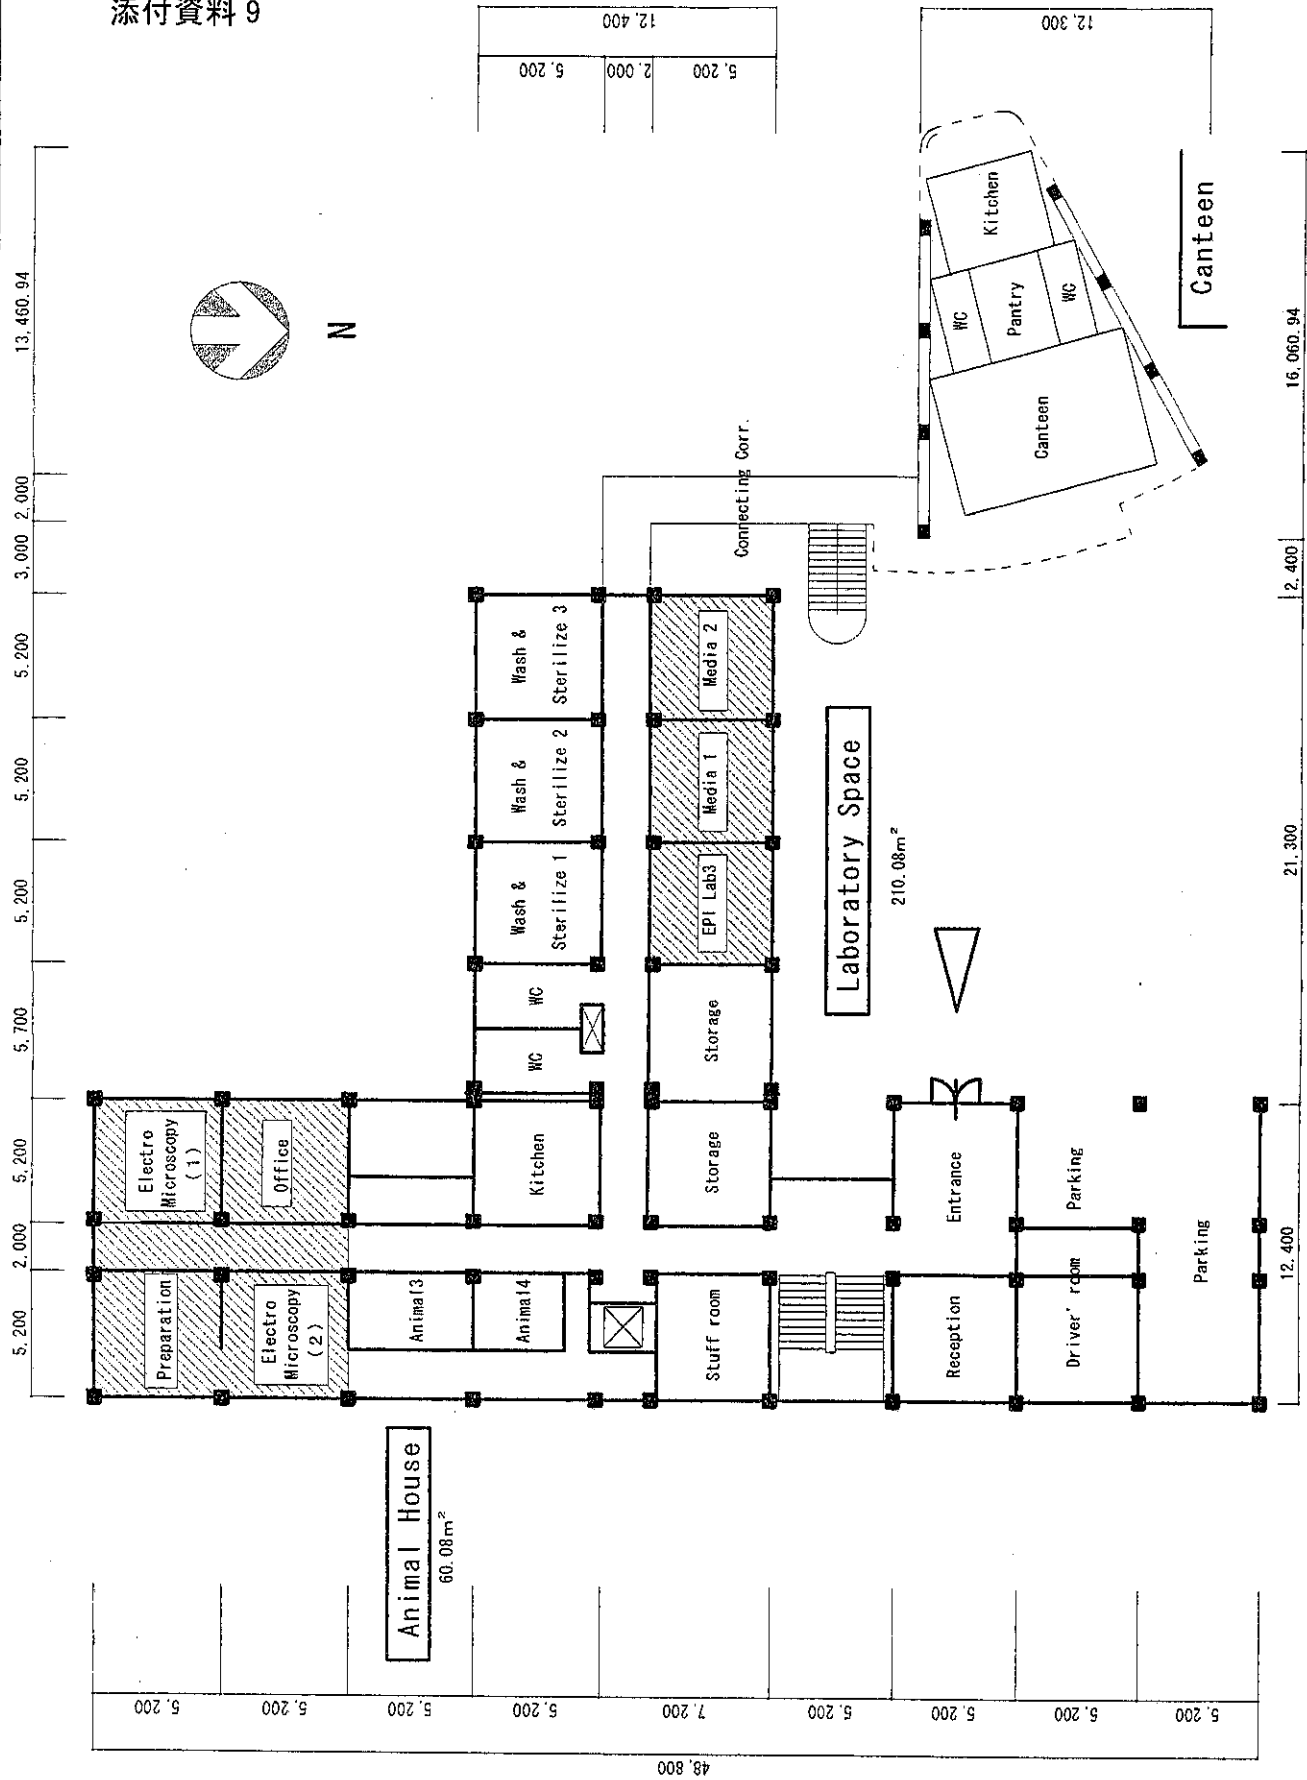 添付資料 9
12,400
5,200
2,000
5,200
12,300
13,460.94
2,000
3,000
5,200
5,200
5,200
5,700
5,200
2,000
5,200
N
Kitchen
WC
Pantry
WC
Canteen
Canteen
16,060.94
2,400
21,300
12,400
Connecting Corr.
Wash &
Sterilize 3
Wash &
Sterilize 2
Wash &
Sterilize 1
Media 2
Media 1
EPI Lab3
Laboratory Space
210.08m²
WC
WC
Storage
Storage
Kitchen
Electro
Microscopy
(1)
Office
Preparation
Electro
Microscopy
(2)
Animal3
Animal4
Stuff room
Entrance
Reception
Parking
Driver' room
Parking
Animal House
60.08m²
5,200
5,200
5,200
5,200
7,200
5,200
5,200
5,200
5,200
48,800